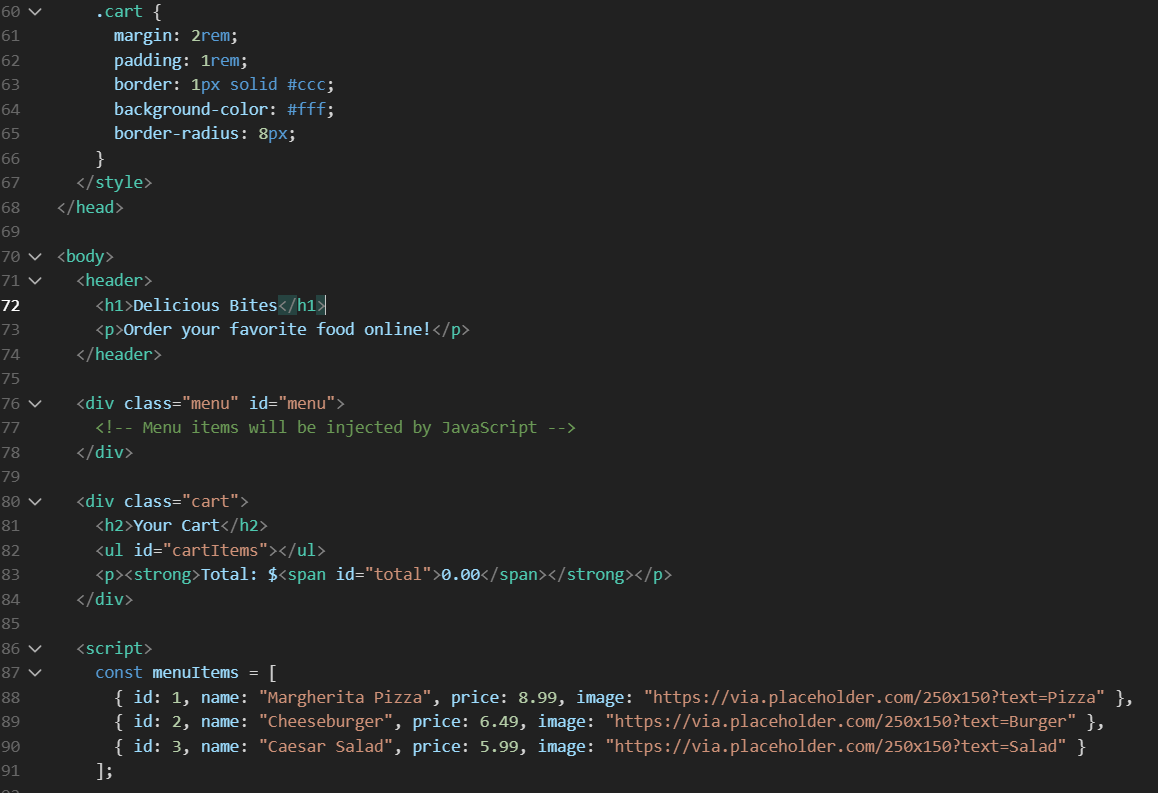 60 .cart {
61 margin: 2rem;
62 padding: 1rem;
63 border: 1px solid #ccc;
64 background-color: #fff;
65 border-radius: 8px;
66 }
67 </style>
68 </head>
69
70 <body>
71 <header>
72 <h1>Delicious Bites</h1>
73 <p>Order your favorite food online!</p>
74 </header>
75
76 <div class="menu" id="menu">
77 <!-- Menu items will be injected by JavaScript -->
78 </div>
79
80 <div class="cart">
81 <h2>Your Cart</h2>
82 <ul id="cartItems"></ul>
83 <p><strong>Total: $<span id="total">0.00</span></strong></p>
84 </div>
85
86 <script>
87 const menuItems = [
88 { id: 1, name: "Margherita Pizza", price: 8.99, image: "https://via.placeholder.com/250x150?text=Pizza" },
89 { id: 2, name: "Cheeseburger", price: 6.49, image: "https://via.placeholder.com/250x150?text=Burger" },
90 { id: 3, name: "Caesar Salad", price: 5.99, image: "https://via.placeholder.com/250x150?text=Salad" }
91 ];